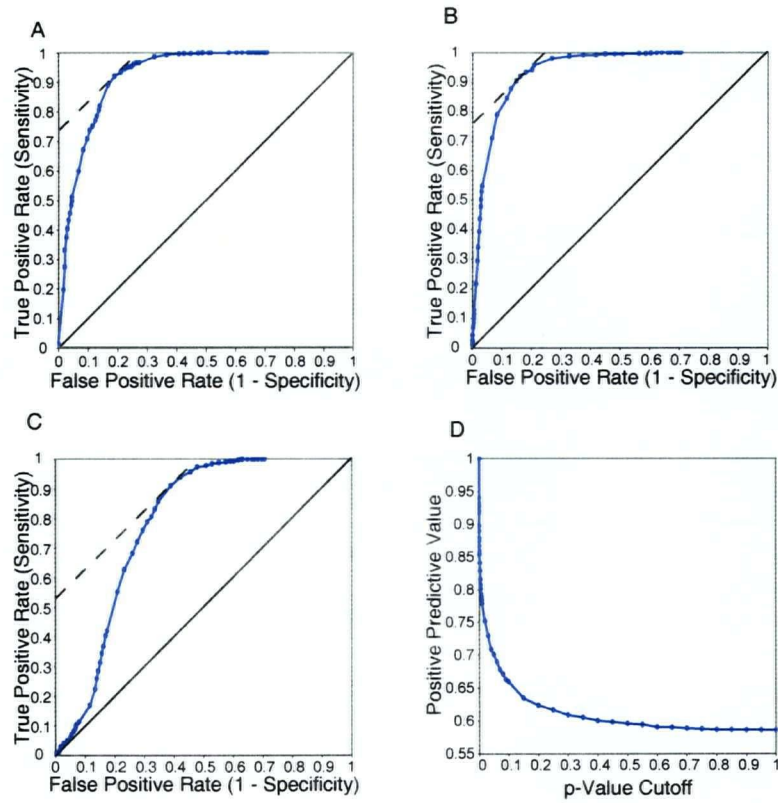 A
1
0.9
0.8
0.7
0.6
0.5
0.4
0.3
0.2
0.1
0
True Positive Rate (Sensitivity)
0 0.1 0.2 0.3 0.4 0.5 0.6 0.7 0.8 0.9 1
False Positive Rate (1 - Specificity)
B
1
0.9
0.8
0.7
0.6
0.5
0.4
0.3
0.2
0.1
0
True Positive Rate (Sensitivity)
0 0.1 0.2 0.3 0.4 0.5 0.6 0.7 0.8 0.9 1
False Positive Rate (1 - Specificity)
C
1
0.9
0.8
0.7
0.6
0.5
0.4
0.3
0.2
0.1
0
True Positive Rate (Sensitivity)
0 0.1 0.2 0.3 0.4 0.5 0.6 0.7 0.8 0.9 1
False Positive Rate (1 - Specificity)
D
1
0.95
0.9
0.85
0.8
0.75
0.7
0.65
0.6
0.55
Positive Predictive Value
0 0.1 0.2 0.3 0.4 0.5 0.6 0.7 0.8 0.9 1
p-Value Cutoff